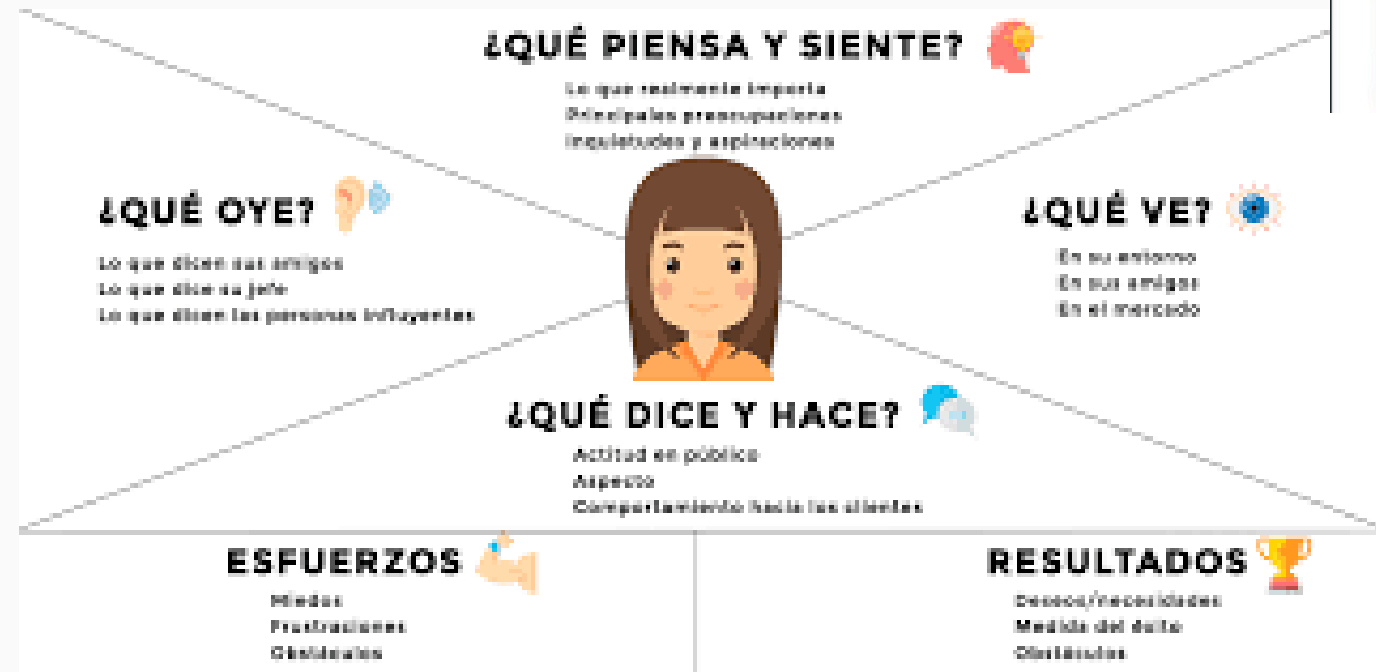 ¿QUÉ PIENSA Y SIENTE?
Lo que realmente importa
Principales preocupaciones
Inquietudes y aspiraciones
¿QUÉ OYE?
Lo que dicen sus amigos
Lo que dice su jefe
Lo que dicen las personas influyentes
¿QUÉ VE?
En su entorno
En sus amigos
En el mercado
¿QUÉ DICE Y HACE?
Actitud en público
Aspecto
Comportamiento hacia los clientes
ESFUERZOS
Miedos
Frustraciones
Obstáculos
RESULTADOS
Deseos/necesidades
Medida del éxito
Obstáculos